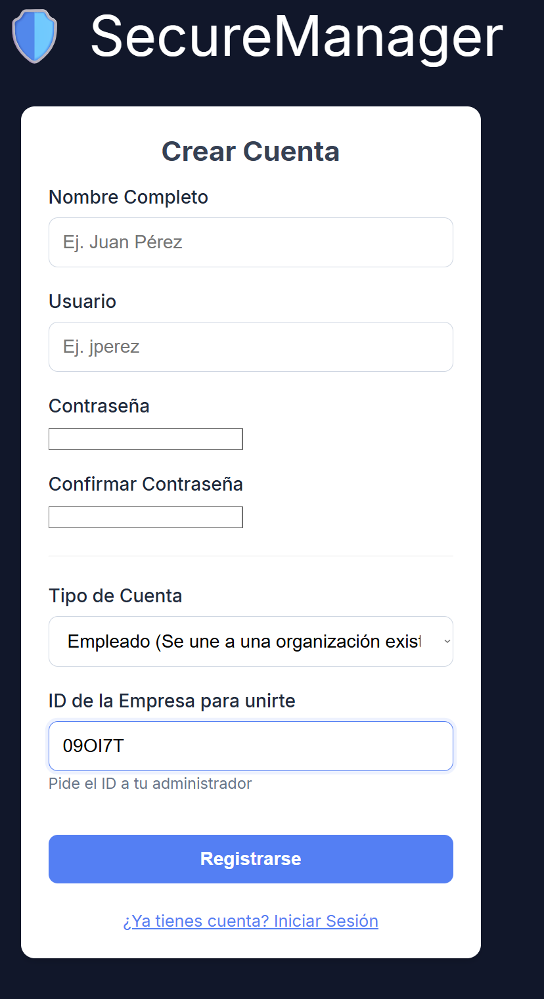 SecureManager
Crear Cuenta
Nombre Completo
Ej. Juan Pérez
Usuario
Ej. jperez
Contraseña
Confirmar Contraseña
Tipo de Cuenta
Empleado (Se une a una organización exist
ID de la Empresa para unirte
09OI7T
Pide el ID a tu administrador
Registrarse
¿Ya tienes cuenta? Iniciar Sesión